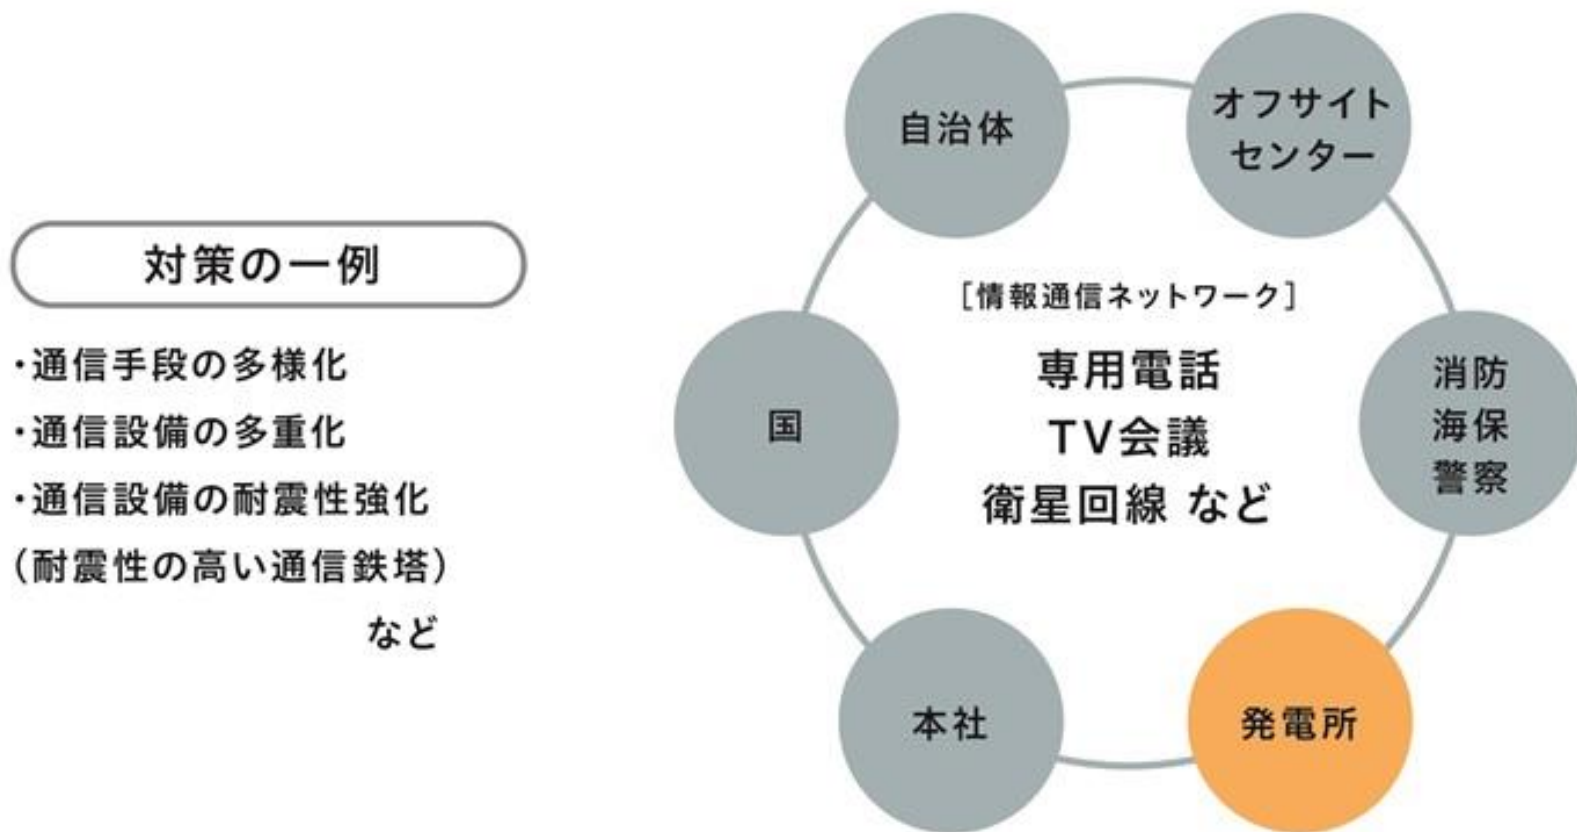 対策の一例
・通信手段の多様化
・通信設備の多重化
・通信設備の耐震性強化
(耐震性の高い通信鉄塔)
など
自治体
オフサイト
センター
[情報通信ネットワーク]
専用電話
TV会議
衛星回線 など
国
消防
海保
警察
本社
発電所